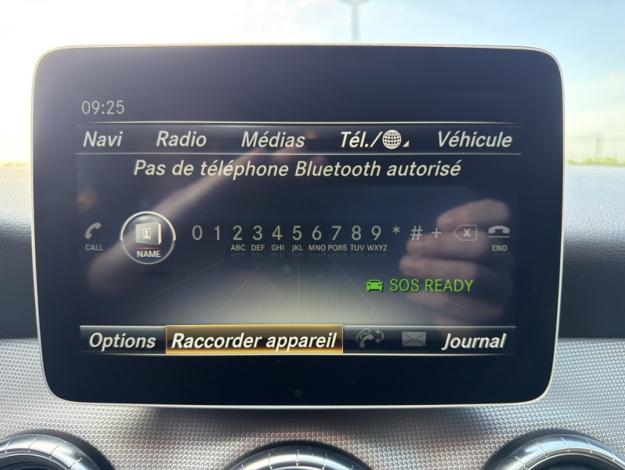 09:25
Navi Radio Médias Tél./ Véhicule
Pas de téléphone Bluetooth autorisé
0 1 2 3 4 5 6 7 8 9 * # +
CALL NAME ABC DEF GHI JKL MNO PQRS TUV WXYZ END
SOS READY
Options Raccorder appareil Journal